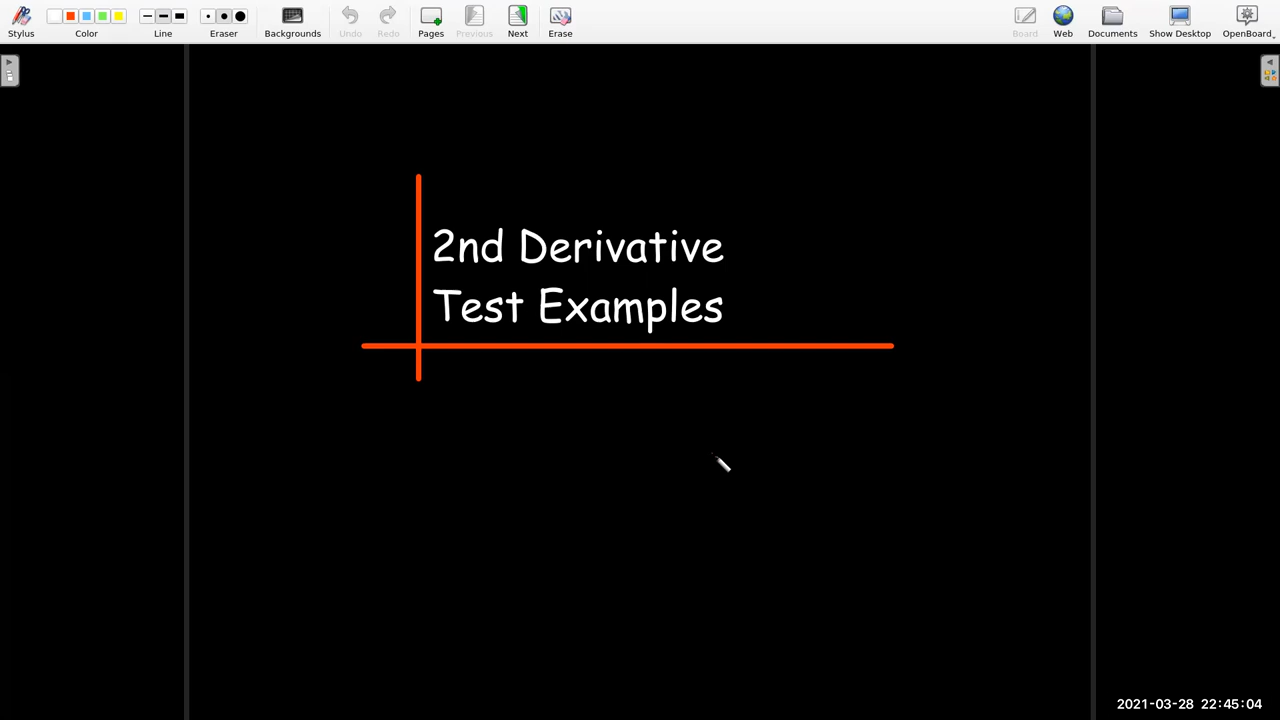 Stylus Color Line Eraser Backgrounds Undo Redo Pages Previous Next Erase Board Web Documents Show Desktop OpenBoard
2nd Derivative
Test Examples
2021-03-28 22:45:04